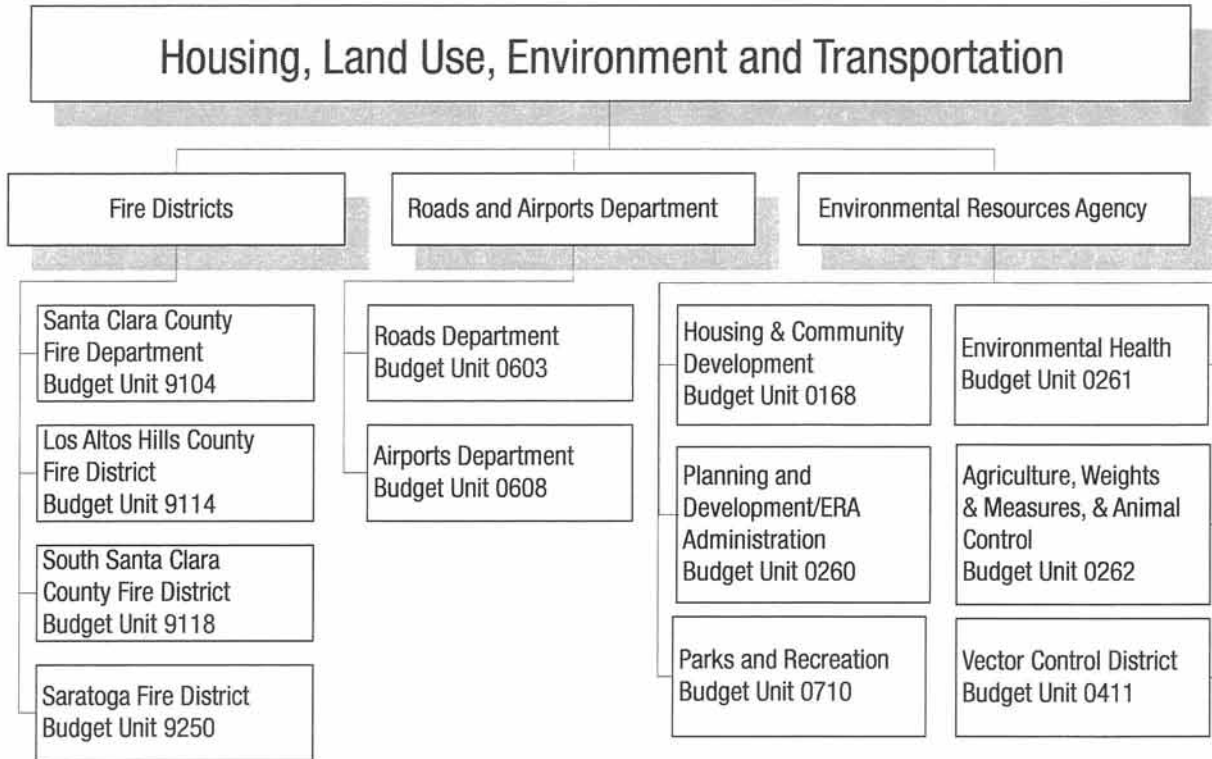 Housing, Land Use, Environment and Transportation
Fire Districts
Roads and Airports Department
Environmental Resources Agency
Santa Clara County
Fire Department
Budget Unit 9104
Los Altos Hills County
Fire District
Budget Unit 9114
South Santa Clara
County Fire District
Budget Unit 9118
Saratoga Fire District
Budget Unit 9250
Roads Department
Budget Unit 0603
Airports Department
Budget Unit 0608
Housing & Community
Development
Budget Unit 0168
Planning and
Development/ERA
Administration
Budget Unit 0260
Parks and Recreation
Budget Unit 0710
Environmental Health
Budget Unit 0261
Agriculture, Weights
& Measures, & Animal
Control
Budget Unit 0262
Vector Control District
Budget Unit 0411